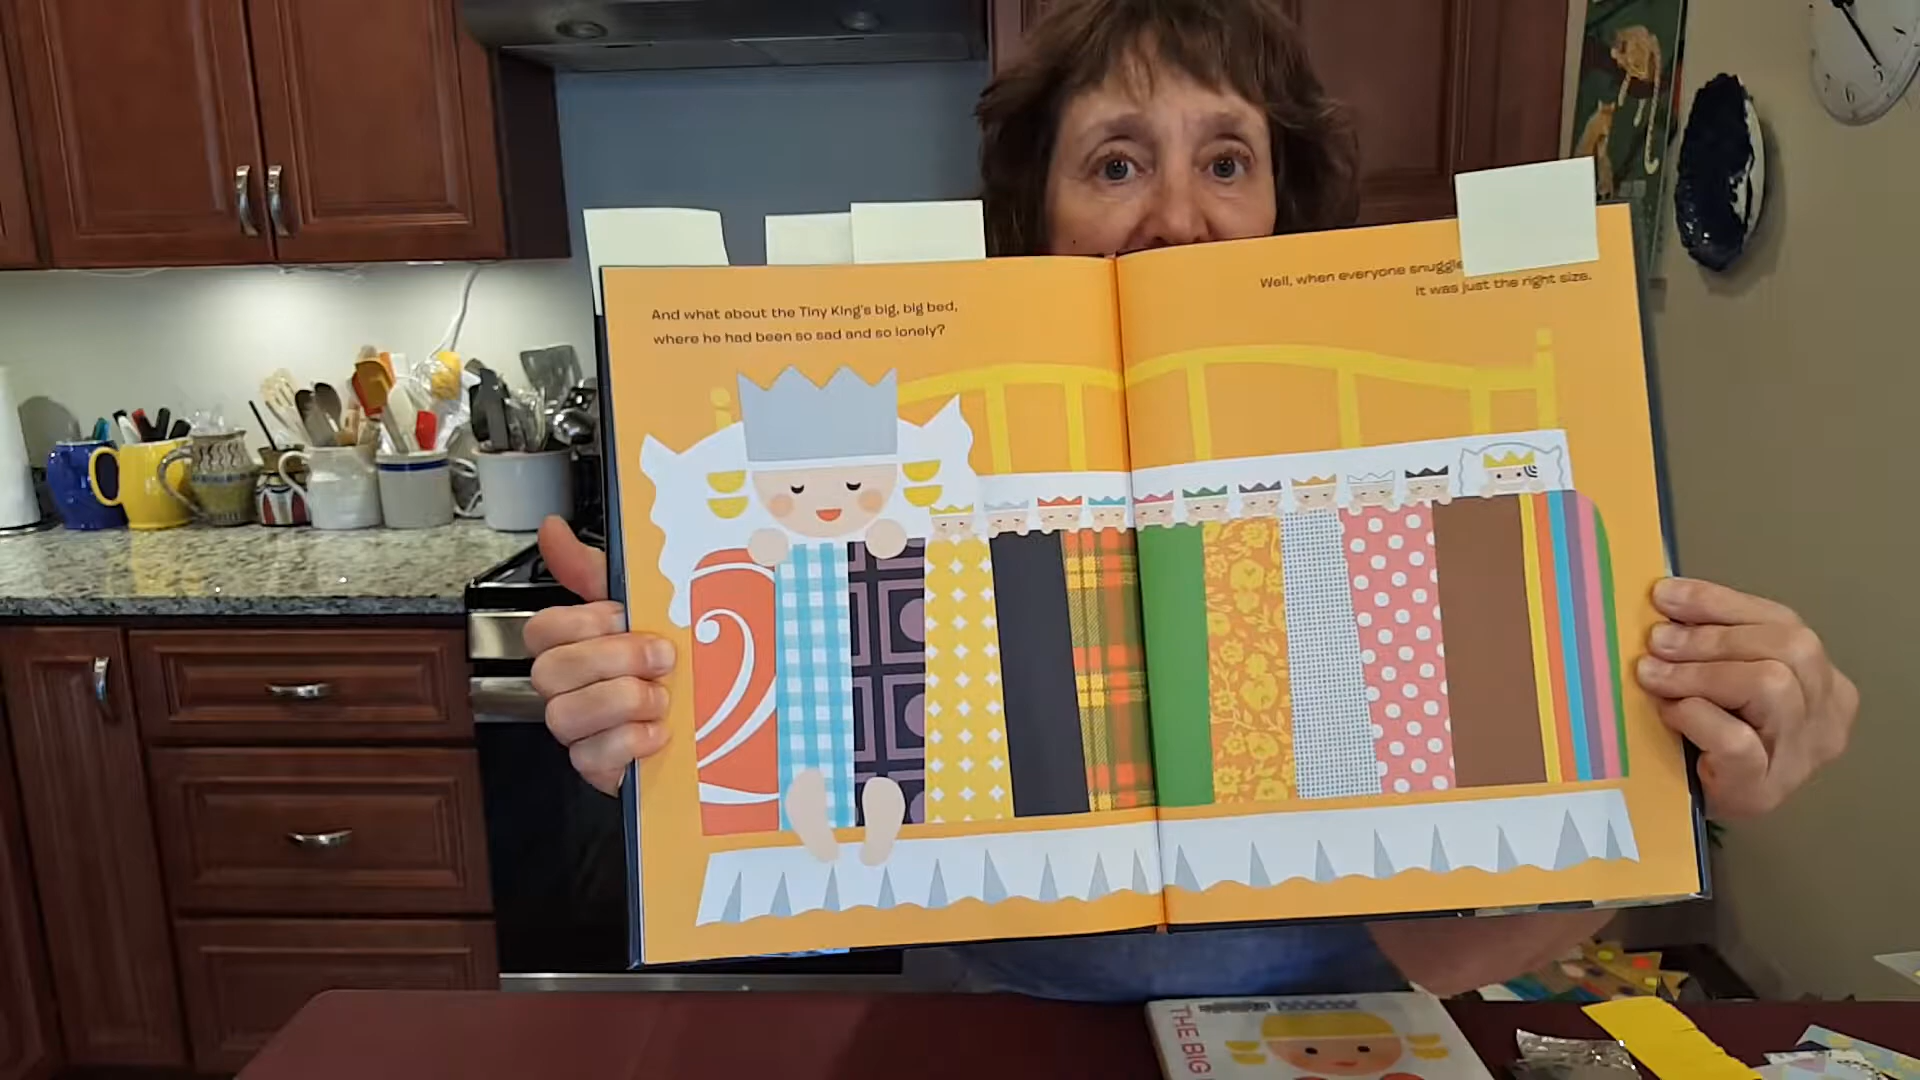 And what about the Tiny King's big, big bed,
where he had been so sad and so lonely?
Well, when everyone snuggle
it was just the right size.
THE BIG